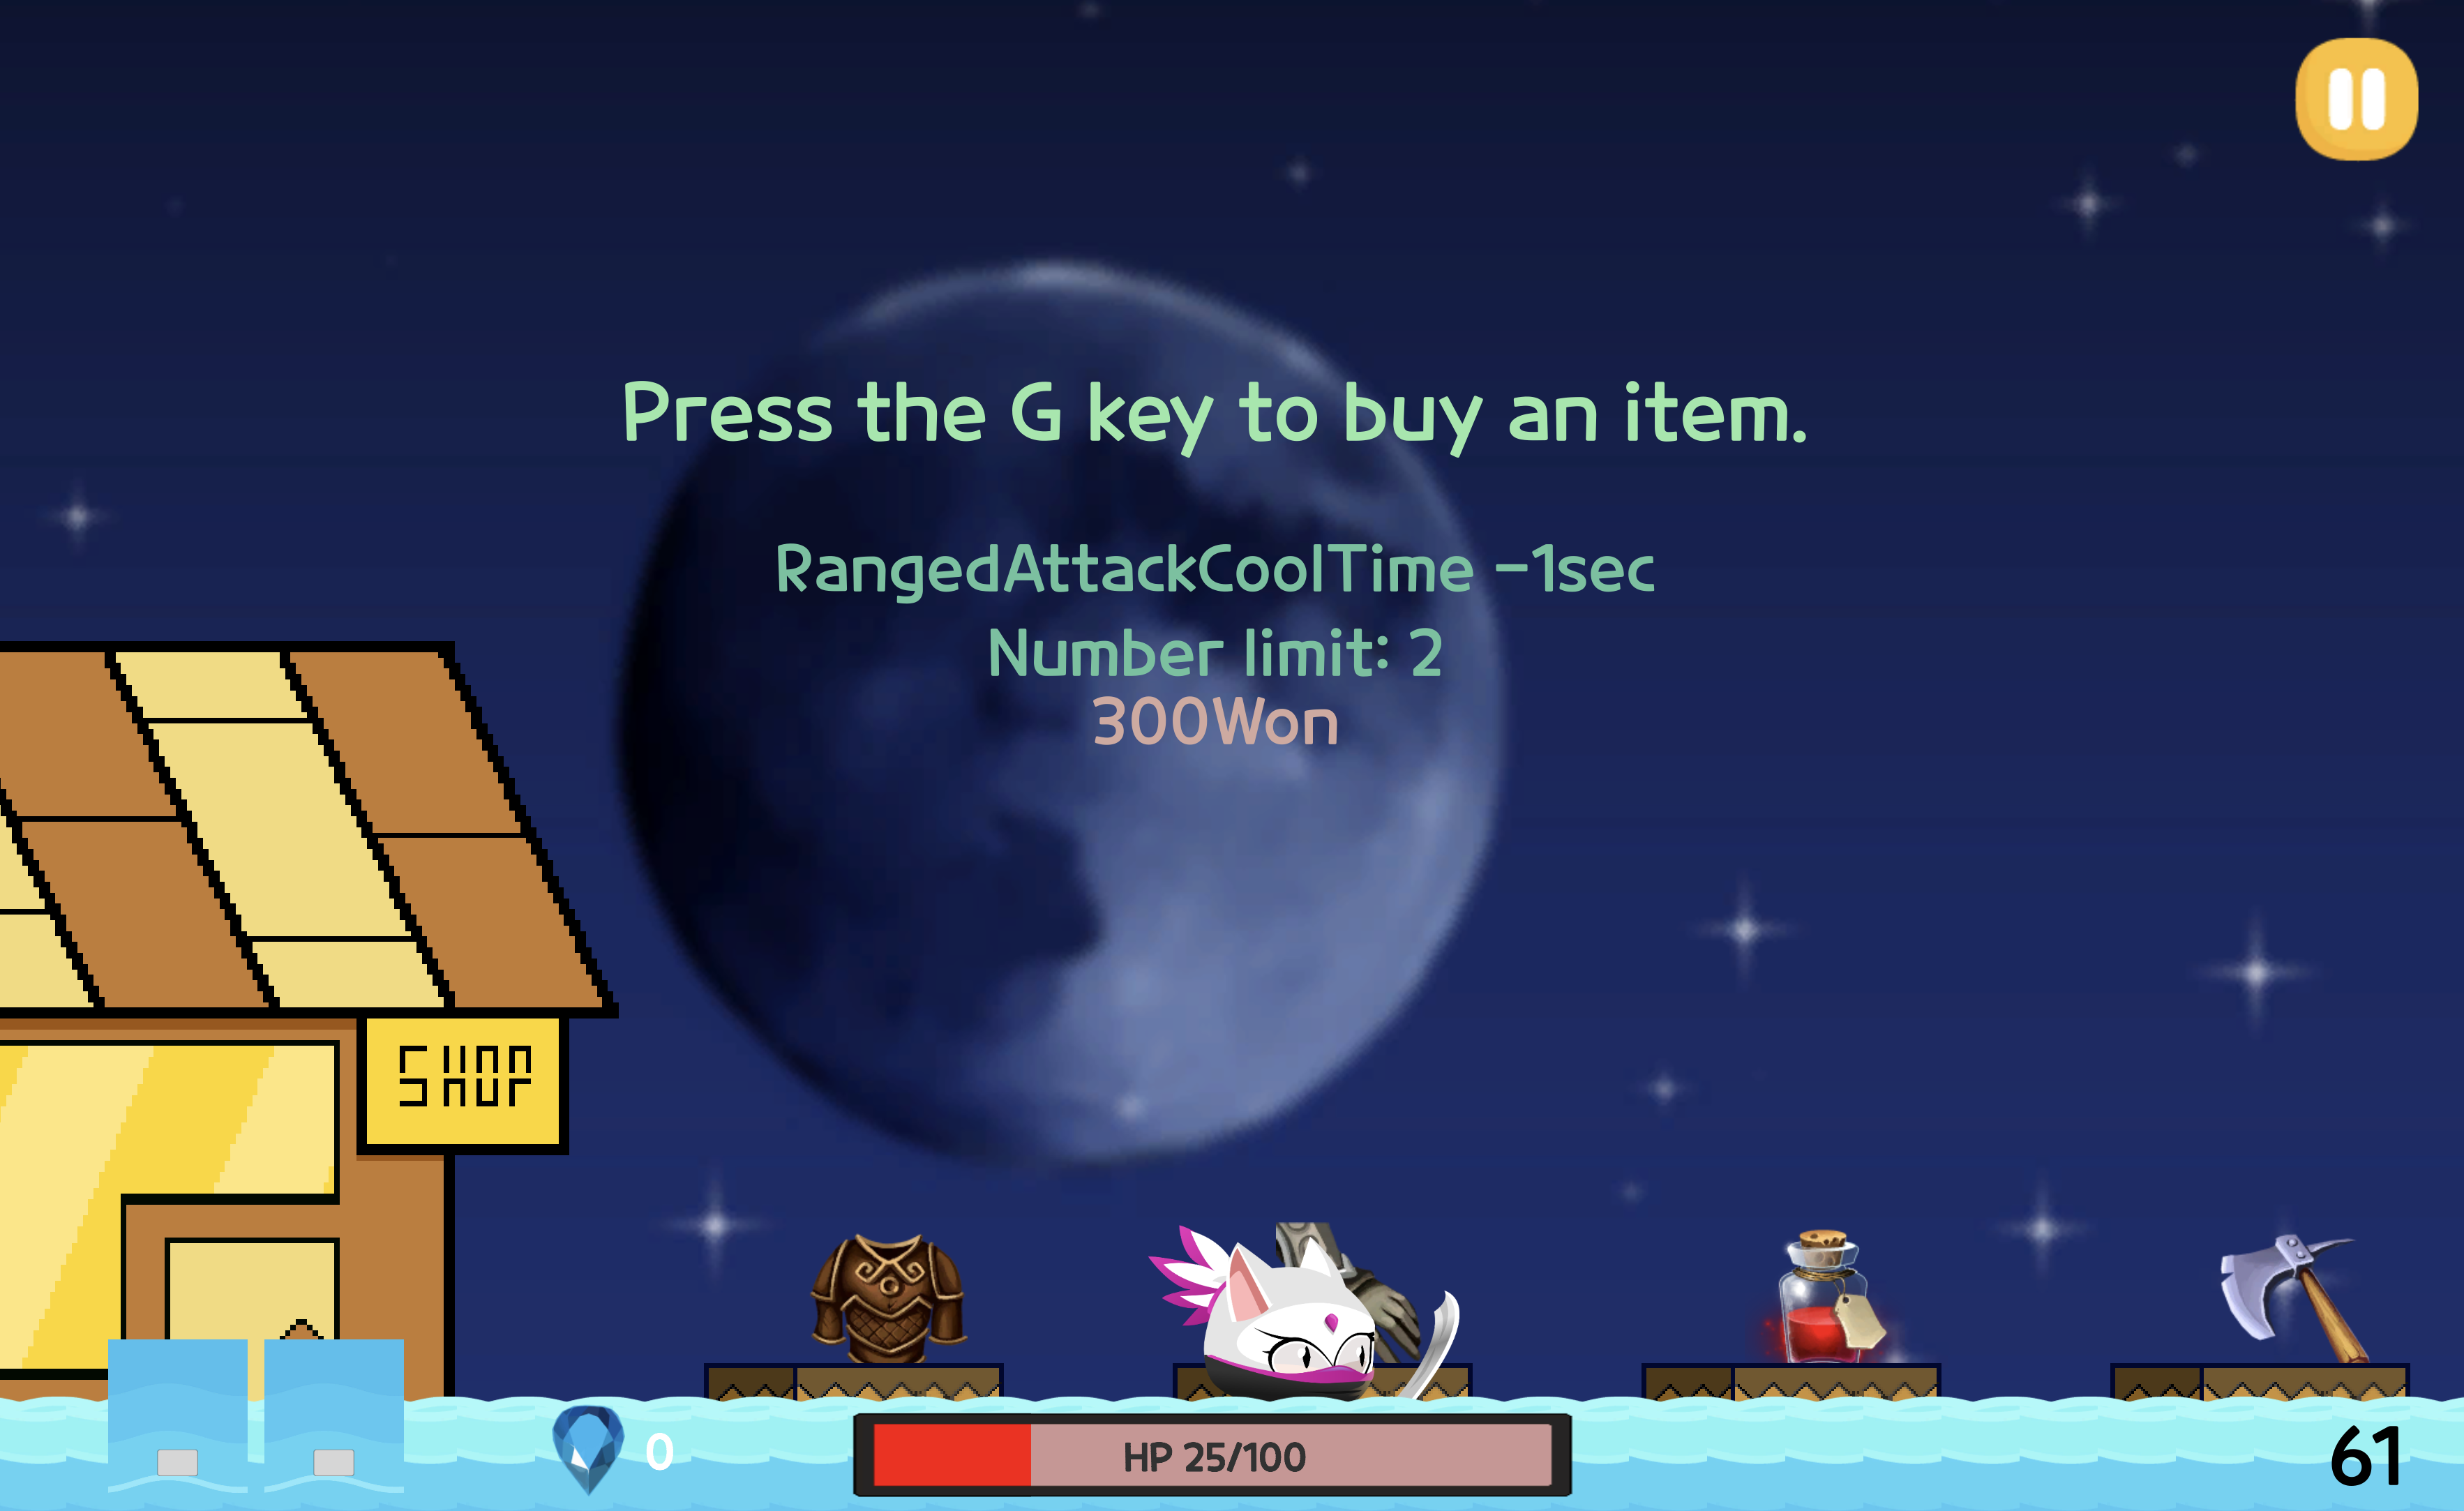 Press the G key to buy an item.
RangedAttackCoolTime -1sec
Number limit: 2
300Won
SHOP
0
HP 25/100
61